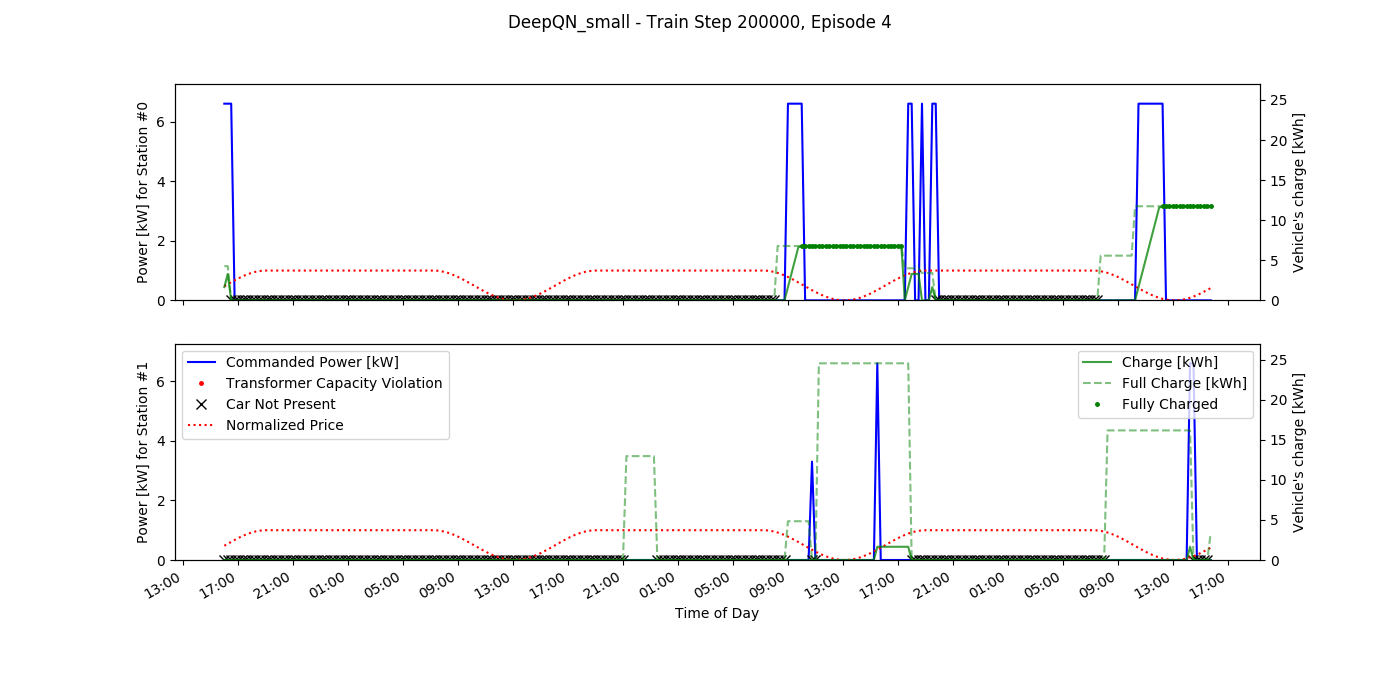 DeepQN_small - Train Step 200000, Episode 4
Power [kW] for Station #0
6
4
2
0
25
20
15
10
5
0
Vehicle's charge [kWh]
Power [kW] for Station #1
6
4
2
0
Commanded Power [kW]
Transformer Capacity Violation
Car Not Present
Normalized Price
Charge [kWh]
Full Charge [kWh]
Fully Charged
25
20
15
10
5
0
Vehicle's charge [kWh]
13:00 17:00 21:00 01:00 05:00 09:00 13:00 17:00 21:00 01:00 05:00 09:00 13:00 17:00 21:00 01:00 05:00 09:00 13:00 17:00
Time of Day